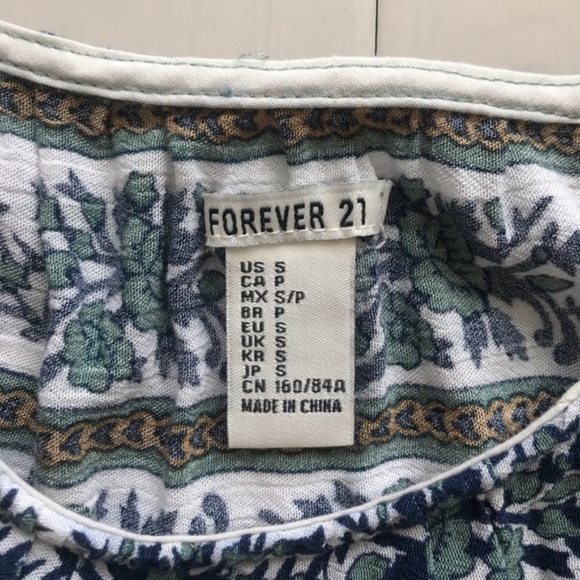 FOREVER 21
US S
CA P
MX S/P
BR P
EU S
UK S
KR S
JP S
CN 160/84A
MADE IN CHINA